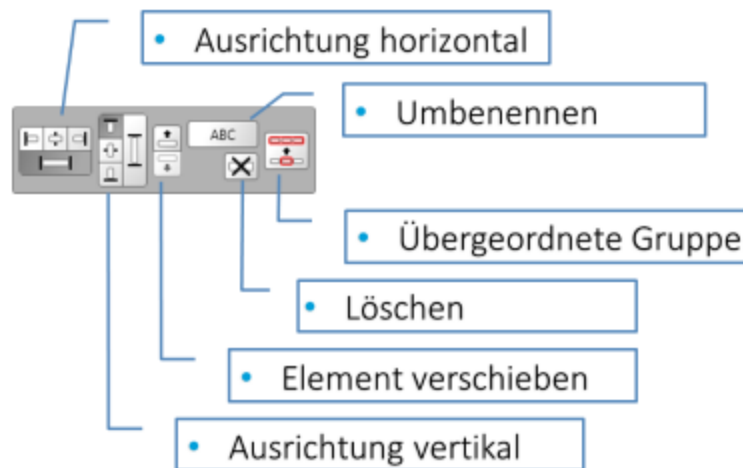 • Ausrichtung horizontal
• Umbenennen
ABC
• Übergeordnete Gruppe
• Löschen
• Element verschieben
• Ausrichtung vertikal